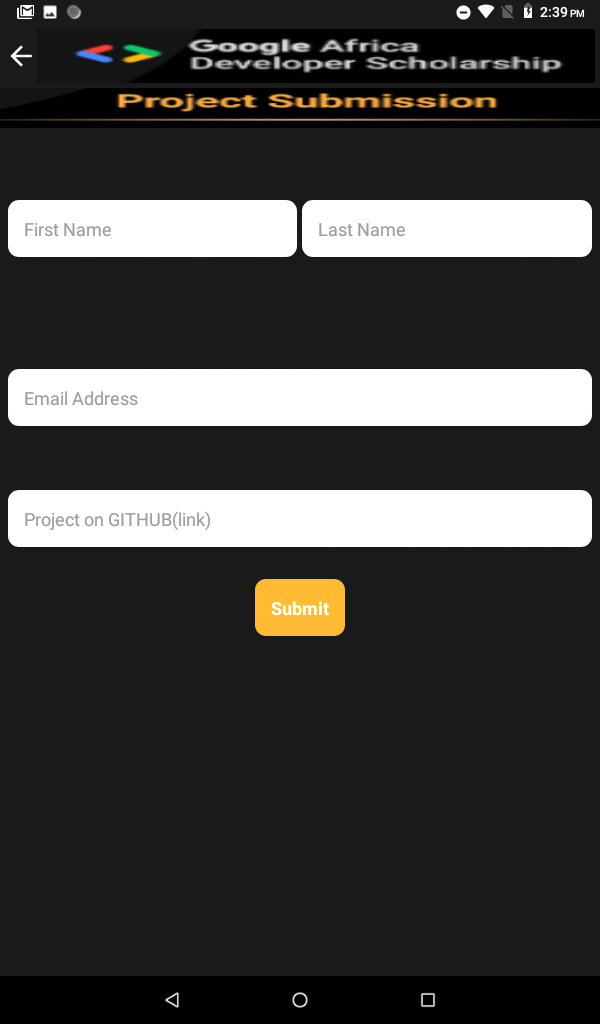 2:39 PM
Google Africa
Developer Scholarship
Project Submission
First Name
Last Name
Email Address
Project on GITHUB(link)
Submit